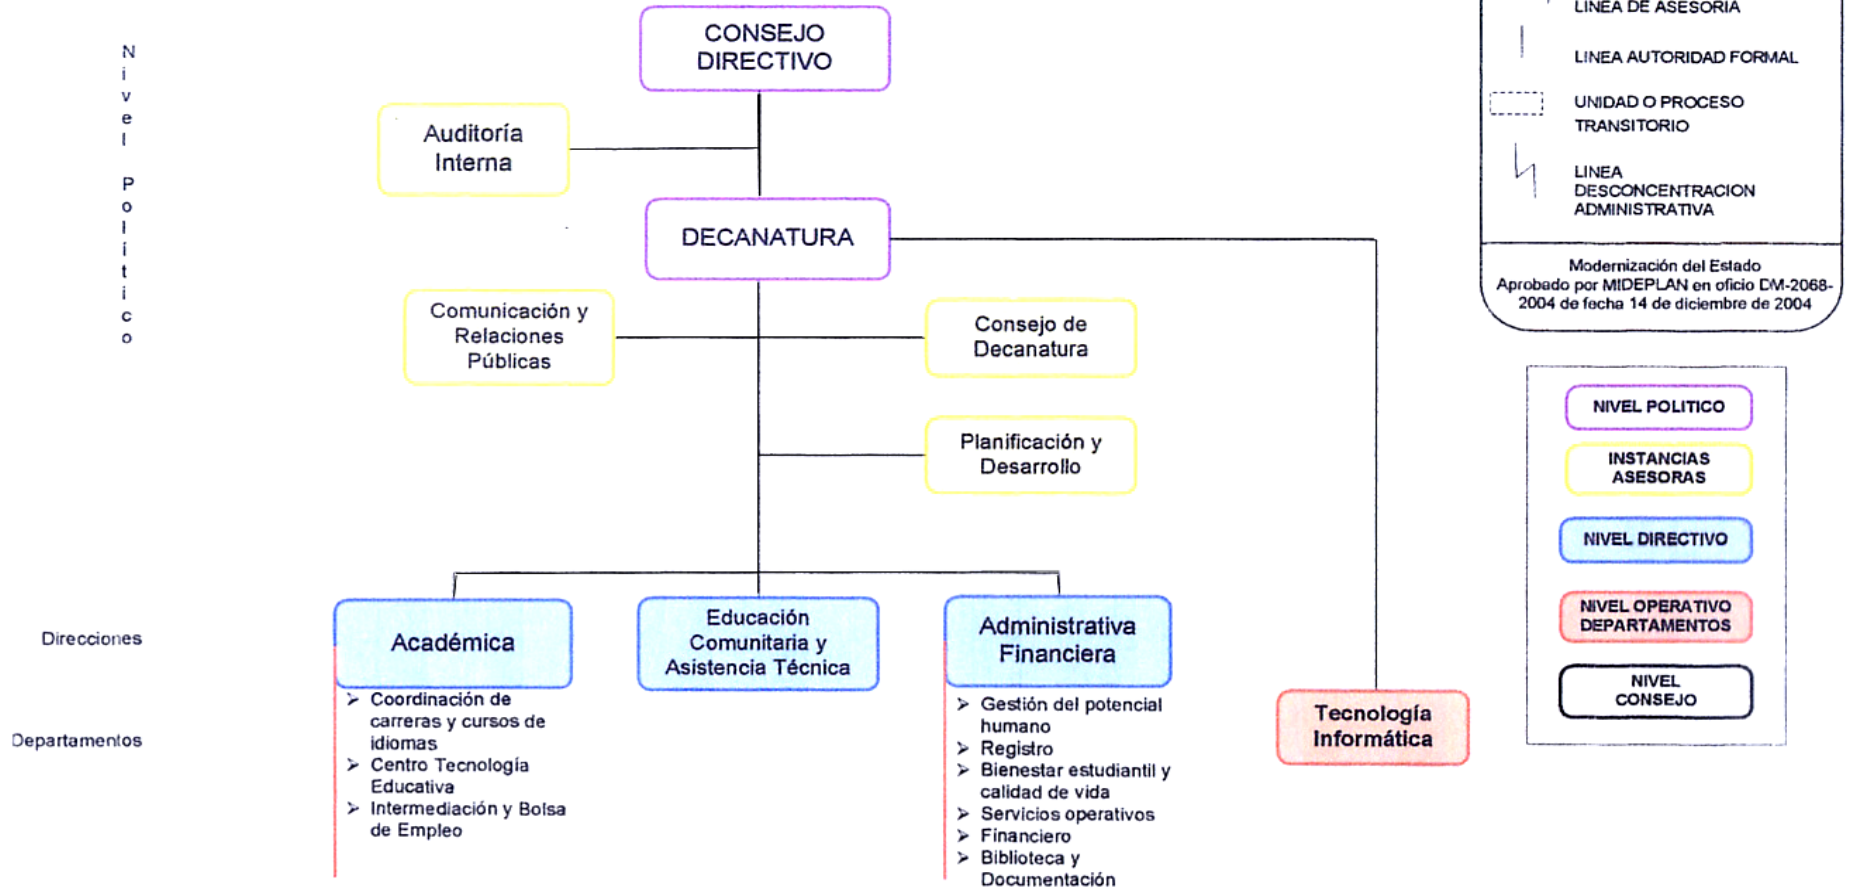 CONSEJO
DIRECTIVO
Nivel Político
Auditoría
Interna
DECANATURA
Comunicación y
Relaciones
Públicas
Consejo de
Decanatura
Planificación y
Desarrollo
Direcciones
Académica
Educación
Comunitaria y
Asistencia Técnica
Administrativa
Financiera
Departamentos
➢ Coordinación de
carreras y cursos de
idiomas
➢ Centro Tecnología
Educativa
➢ Intermediación y Bolsa
de Empleo
➢ Gestión del potencial
humano
➢ Registro
➢ Bienestar estudiantil y
calidad de vida
➢ Servicios operativos
➢ Financiero
➢ Biblioteca y
Documentación
Tecnología
Informática
LINEA DE ASESORIA
LINEA AUTORIDAD FORMAL
UNIDAD O PROCESO
TRANSITORIO
LINEA
DESCONCENTRACION
ADMINISTRATIVA
Modernización del Estado
Aprobado por MIDEPLAN en oficio DM-2068-
2004 de fecha 14 de diciembre de 2004
NIVEL POLITICO
INSTANCIAS
ASESORAS
NIVEL DIRECTIVO
NIVEL OPERATIVO
DEPARTAMENTOS
NIVEL
CONSEJO